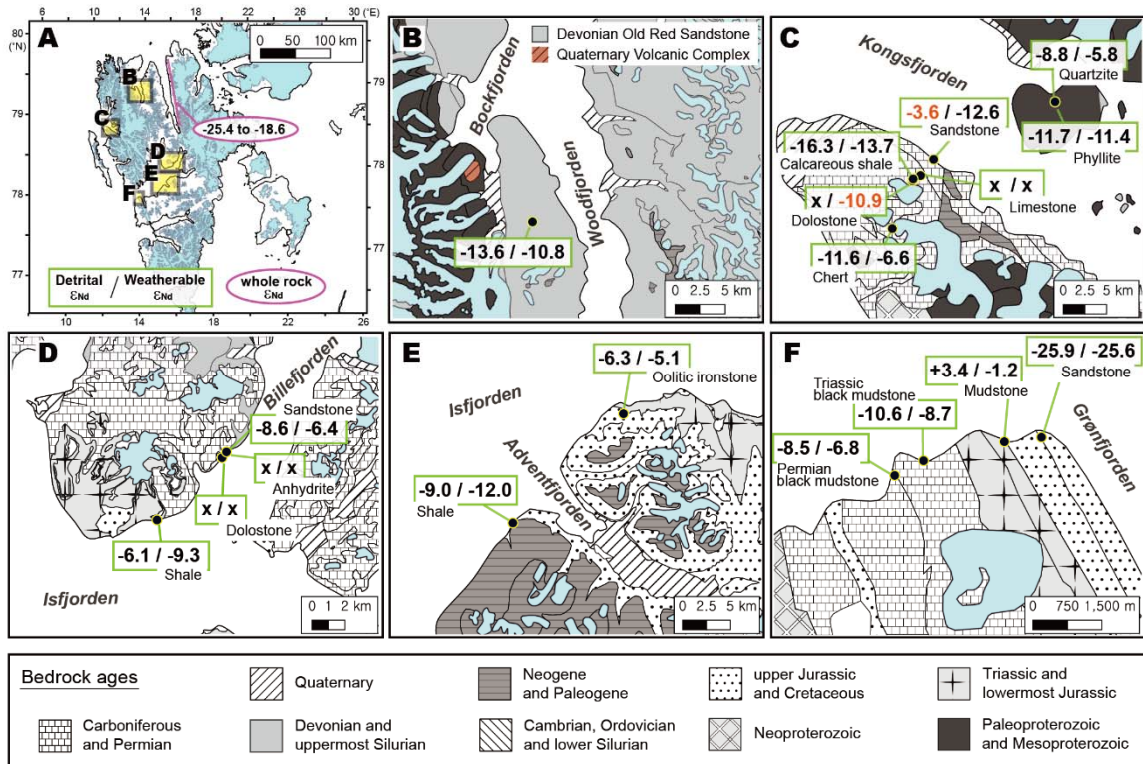 80
(°N)
79
78
77
10
14
18
22
26
30
(°E)
A
0 50 100 km
B
C
D
E
F
-25.4 to -18.6
Detrital / Weatherable
εNd εNd
whole rock
εNd
10
14
18
22
26
B
Devonian Old Red Sandstone
Quaternary Volcanic Complex
Bockfjorden
Woodfjorden
-13.6 / -10.8
0 2.5 5 km
79
78
77
C
Kongsfjorden
-8.8 / -5.8
Quartzite
-3.6 / -12.6
Sandstone
-16.3 / -13.7
Calcareous shale
-11.7 / -11.4
Phyllite
x / x
Limestone
x / -10.9
Dolostone
-11.6 / -6.6
Chert
0 2.5 5 km
D
Billefjorden
Sandstone
-8.6 / -6.4
x / x
Anhydrite
x / x
Dolostone
-6.1 / -9.3
Shale
Isfjorden
0 1 2 km
E
-6.3 / -5.1
Oolitic ironstone
Isfjorden
Adventfjorden
-9.0 / -12.0
Shale
0 2.5 5 km
F
-25.9 / -25.6
Sandstone
+3.4 / -1.2
Mudstone
Triassic
black mudstone
-10.6 / -8.7
-8.5 / -6.8
Permian
black mudstone
Grønfjorden
0 750 1,500 m
Bedrock ages
Quaternary
Neogene
and Paleogene
upper Jurassic
and Cretaceous
Triassic and
lowermost Jurassic
Carboniferous
and Permian
Devonian and
uppermost Silurian
Cambrian, Ordovician
and lower Silurian
Neoproterozoic
Paleoproterozoic
and Mesoproterozoic